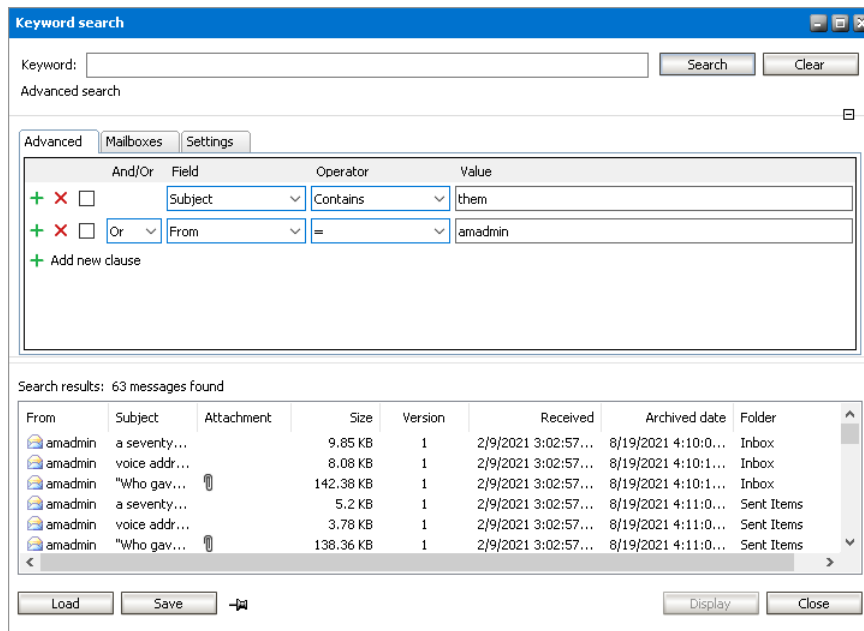 Keyword search
Keyword: Search Clear
Advanced search
Advanced Mailboxes Settings
And/Or Field Operator Value
Subject Contains them
Or From = amadmin
Add new clause
Search results: 63 messages found
From Subject Attachment Size Version Received Archived date Folder
amadmin a seventy... 9.85 KB 1 2/9/2021 3:02:57... 8/19/2021 4:10:0... Inbox
amadmin voice addr... 8.08 KB 1 2/9/2021 3:02:57... 8/19/2021 4:10:1... Inbox
amadmin "Who gav... 142.38 KB 1 2/9/2021 3:02:57... 8/19/2021 4:10:1... Inbox
amadmin a seventy... 5.2 KB 1 2/9/2021 3:02:57... 8/19/2021 4:11:0... Sent Items
amadmin voice addr... 3.78 KB 1 2/9/2021 3:02:57... 8/19/2021 4:11:0... Sent Items
amadmin "Who gav... 138.36 KB 1 2/9/2021 3:02:57... 8/19/2021 4:11:0... Sent Items
Load Save Display Close